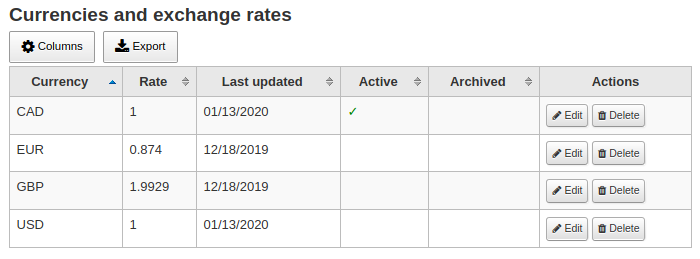 Currencies and exchange rates
Columns Export
Currency Rate Last updated Active Archived Actions
CAD 1 01/13/2020 ✓ Edit Delete
EUR 0.874 12/18/2019 Edit Delete
GBP 1.9929 12/18/2019 Edit Delete
USD 1 01/13/2020 Edit Delete